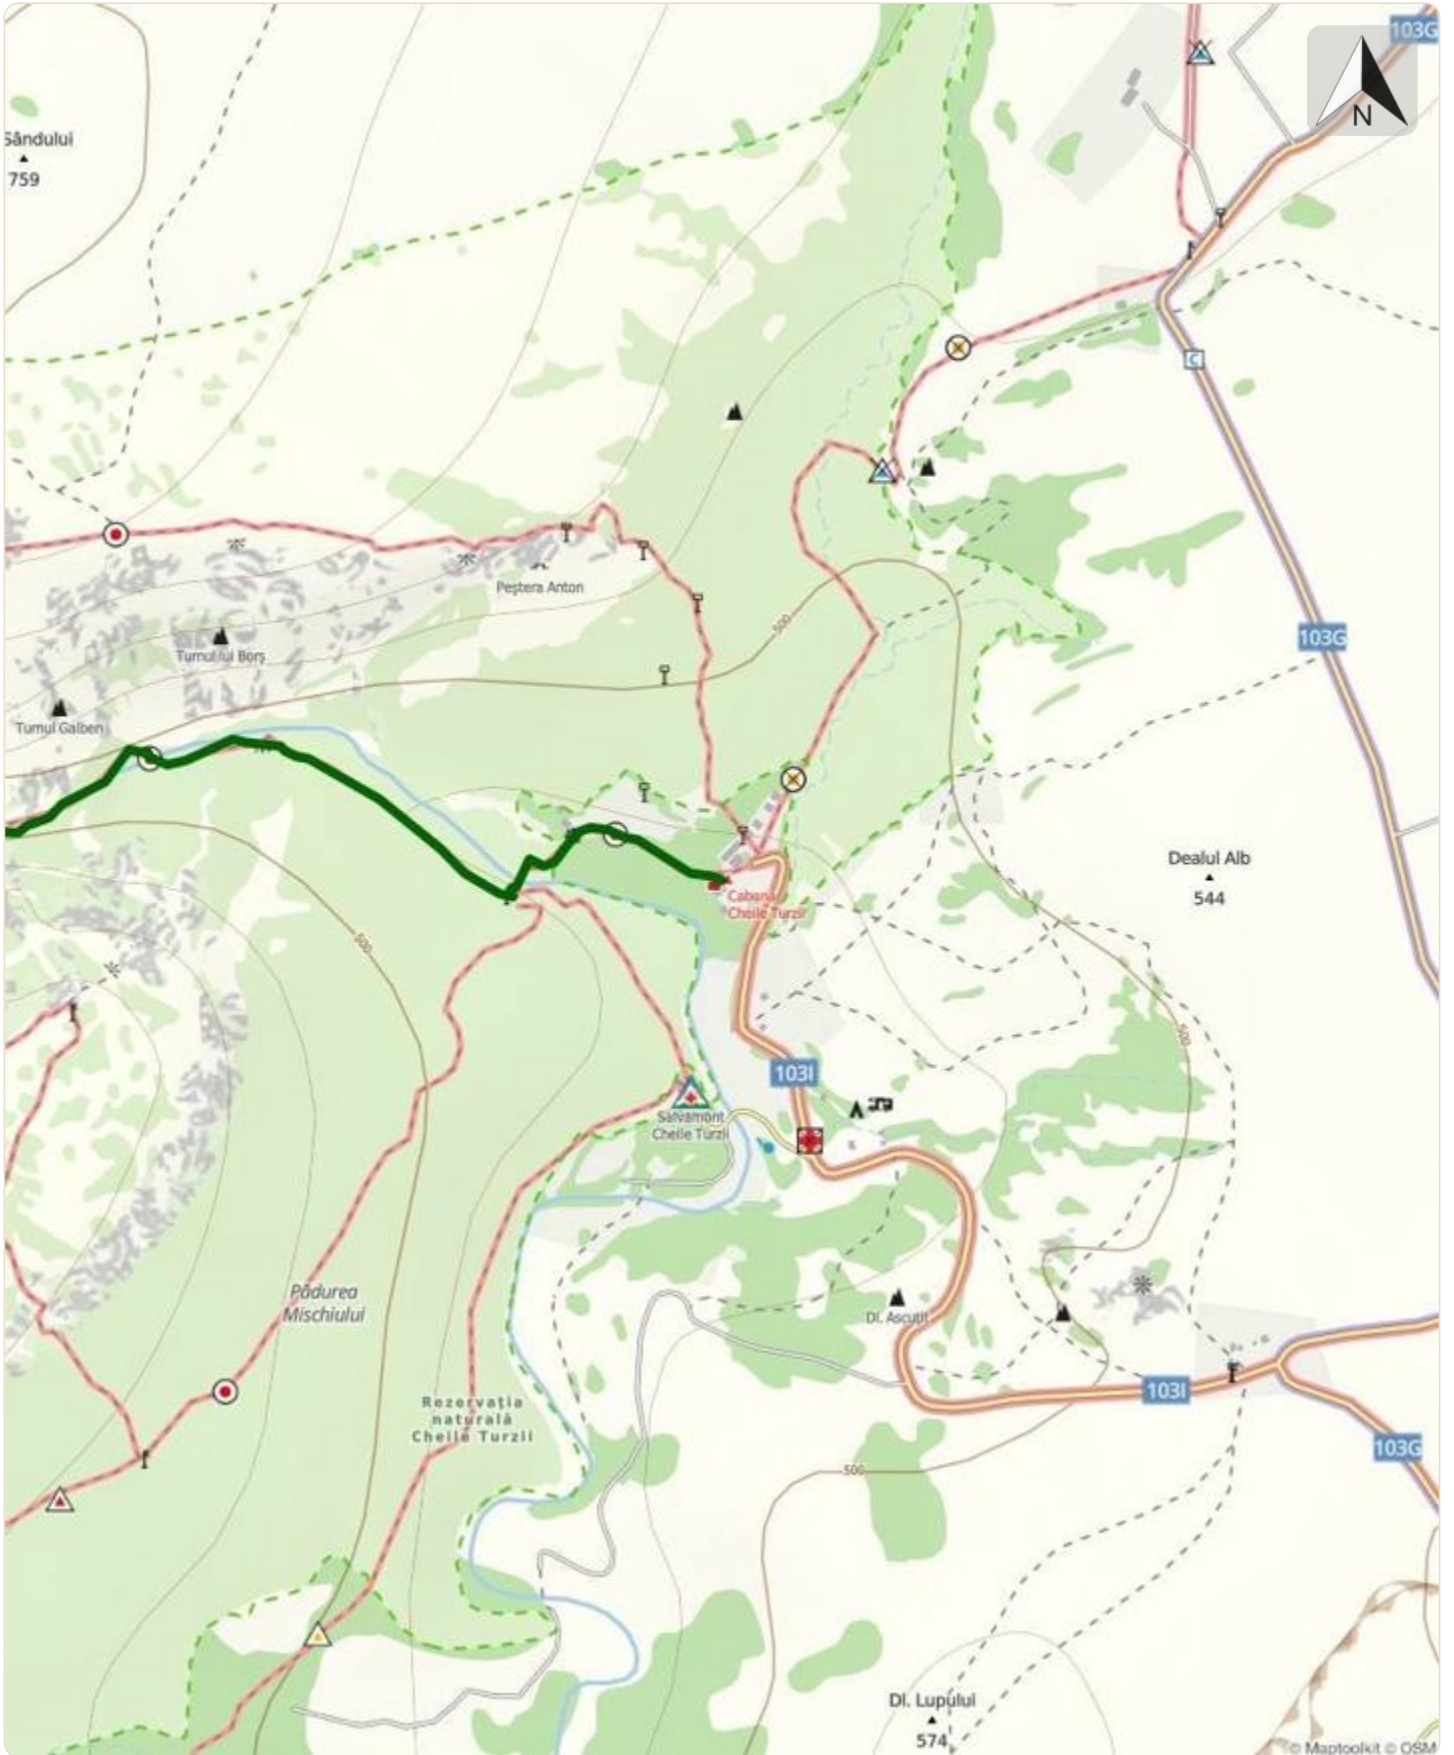 103G
N
Sândului
759
C
Peștera Anton
500
103G
Turnul lui Borș
Turnul Galben
Dealul Alb
544
Cabana
Cheile Turzii
500
500
103I
Salvamont
Cheile Turzii
Pădurea
Mischiului
Dl. Ascuțit
103I
Rezervația
naturală
Cheile Turzii
103G
500
Dl. Lupului
574
© Maptoolkit © OSM